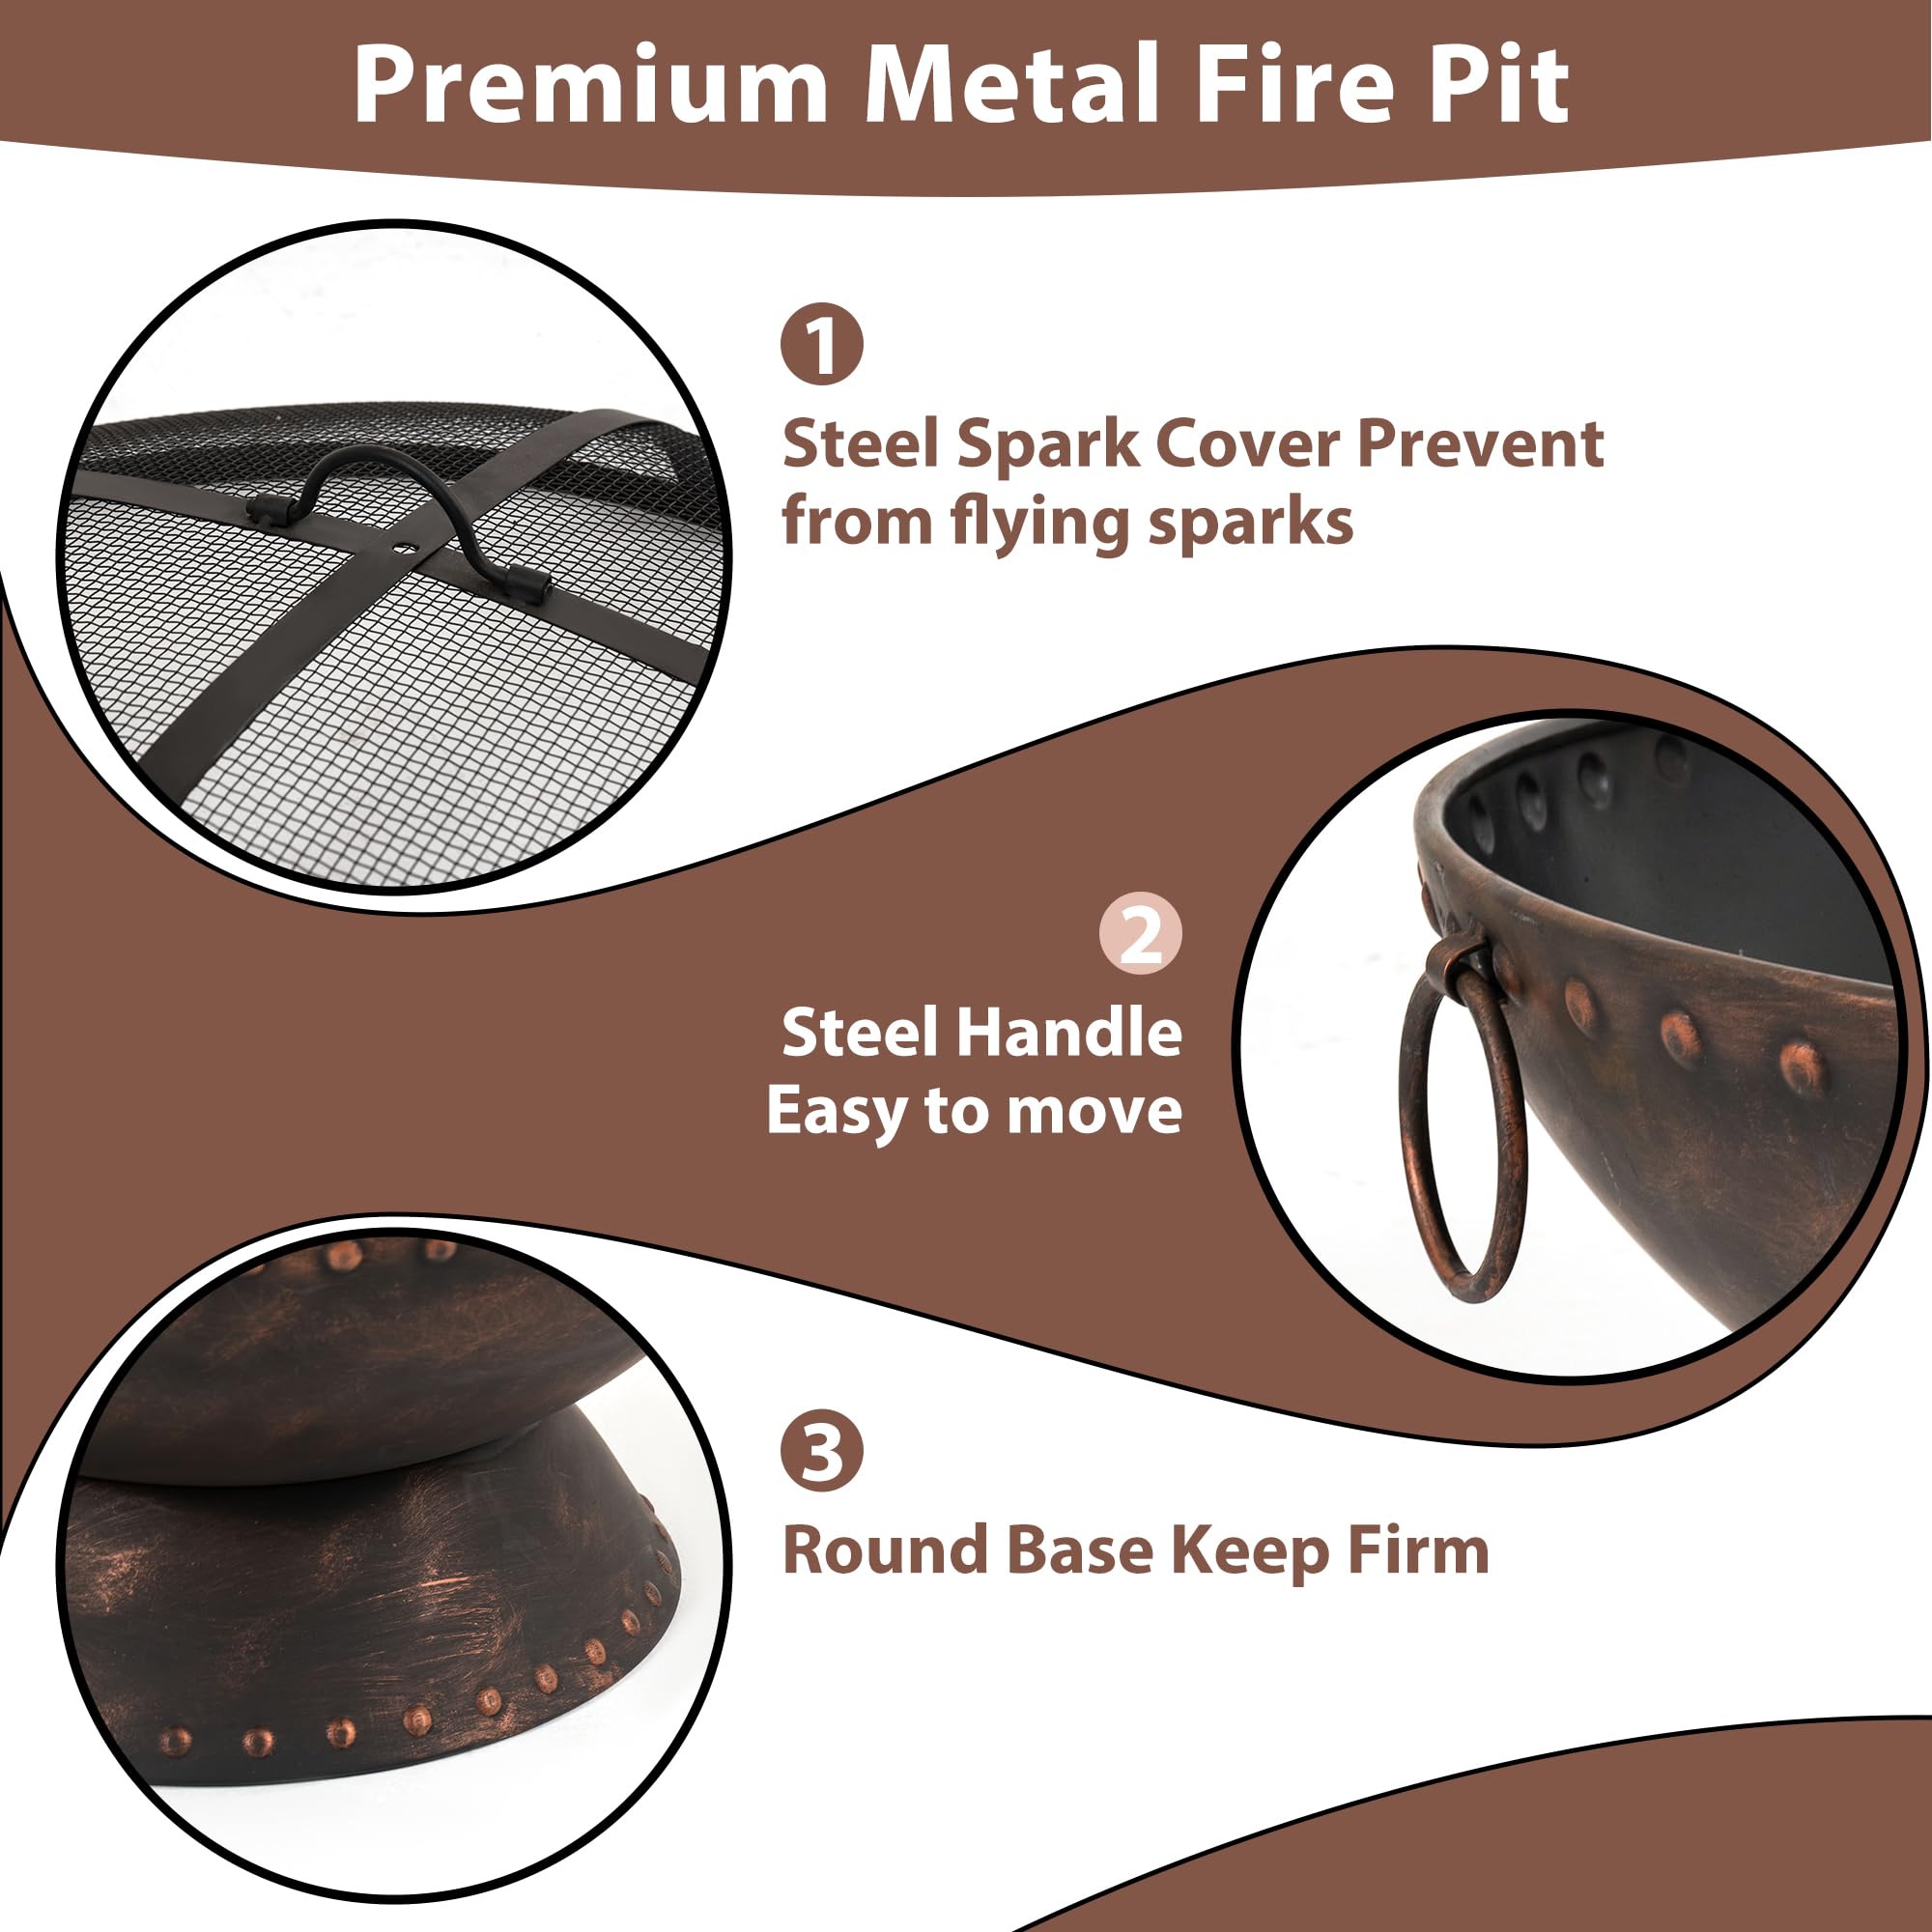 Premium Metal Fire Pit
1
Steel Spark Cover Prevent
from flying sparks
2
Steel Handle
Easy to move
3
Round Base Keep Firm